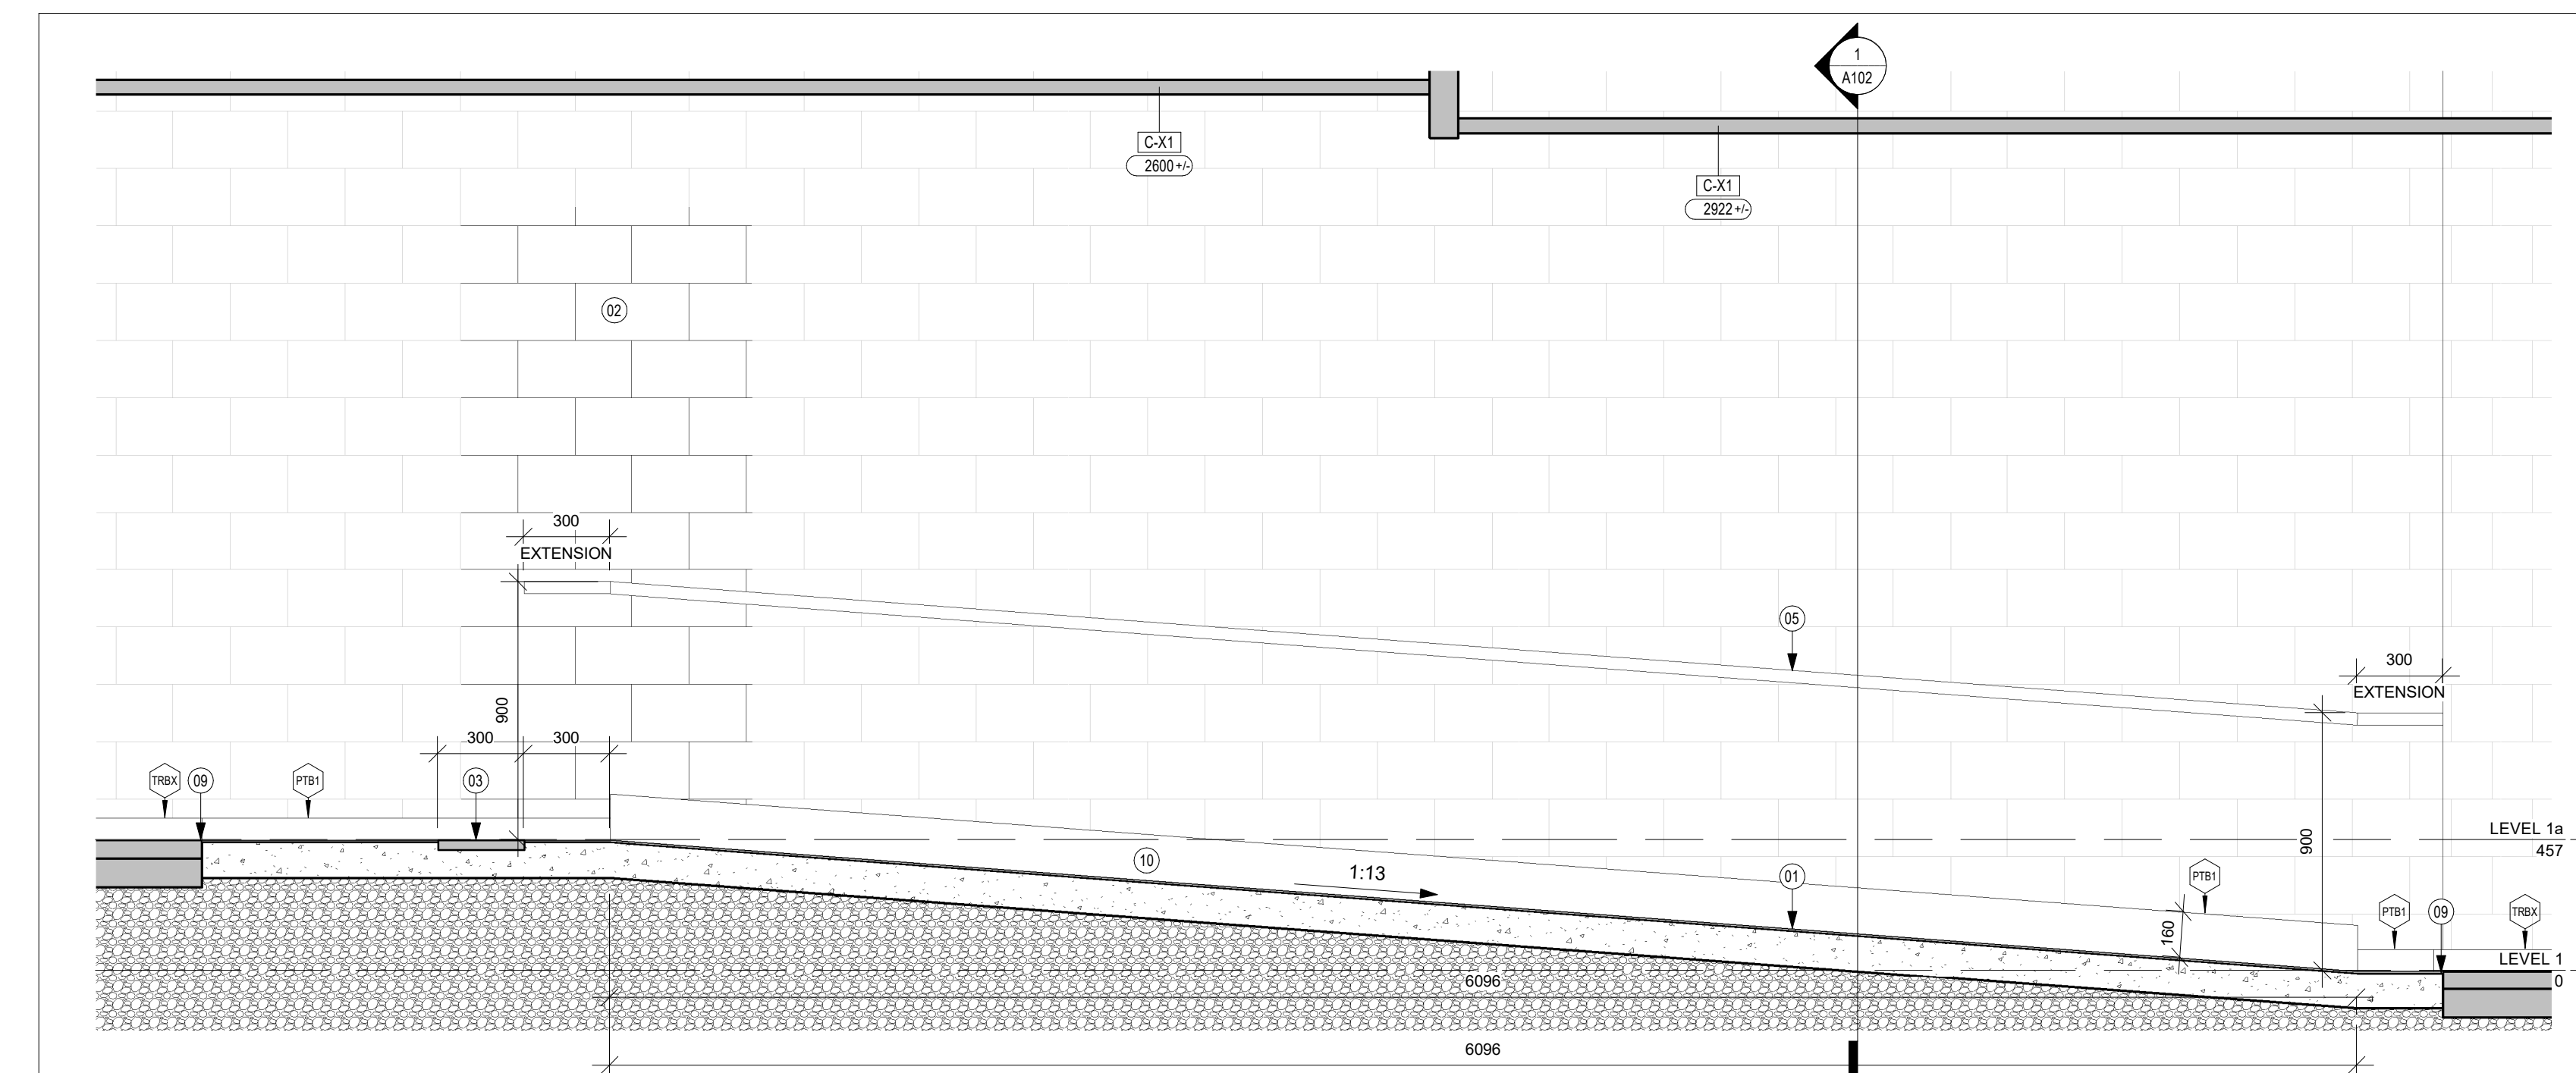 1
A102
C-X1
2600 +/-
C-X1
2922 +/-
02
300
EXTENSION
05
300
EXTENSION
900
300
300
TRBX
09
PTB1
03
LEVEL 1a
457
900
10
1:13
01
PTB1
PTB1
09
TRBX
160
LEVEL 1
0
6096
6096